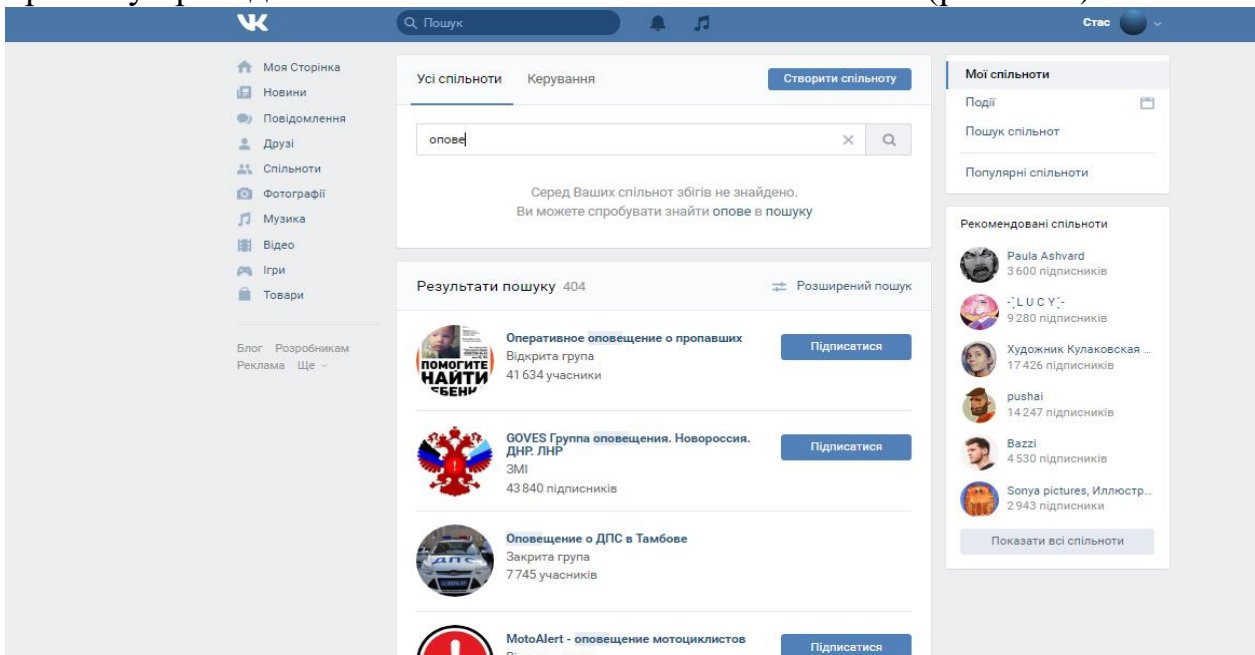 Пошук
Стас
Моя Сторінка
Новини
Повідомлення
Друзі
Спільноти
Фотографії
Музика
Відео
Ігри
Товари
Блог Розробникам
Реклама Ще
Усі спільноти Керування Створити спільноту
опове
Серед Ваших спільнот збігів не знайдено.
Ви можете спробувати знайти опове в пошуку
Результати пошуку 404 Розширений пошук
ПОМОГИТЕ
НАЙТИ
Оперативное оповещение о пропавших
Відкрита група
41 634 учасники
Підписатися
GOVES Группа оповещения. Новороссия.
ДНР. ЛНР
ЗМІ
43 840 підписників
Підписатися
ДПС
Оповещение о ДПС в Тамбове
Закрита група
7 745 учасників
MotoAlert - оповещение мотоциклистов
Підписатися
Мої спільноти
Події
Пошук спільнот
Популярні спільноти
Рекомендовані спільноти
Paula Ashvard
3 600 підписників
-҉L U C Y҉-
9 280 підписників
Художник Кулаковская ...
17 426 підписників
pushai
14 247 підписників
Bazzi
4 530 підписників
Sonya pictures, Иллюстр...
2 943 підписники
Показати всі спільноти